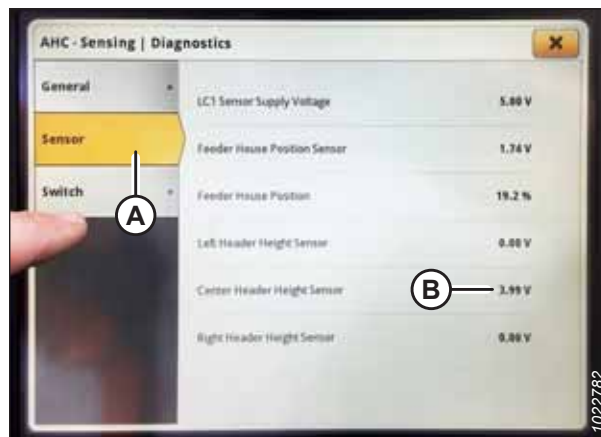 AHC - Sensing | Diagnostics
General
Sensor
Switch
A
LC1 Sensor Supply Voltage 5.00 V
Feeder House Position Sensor 1.74 V
Feeder House Position 19.2 %
Left Header Height Sensor 0.00 V
Center Header Height Sensor B 3.99 V
Right Header Height Sensor 0.00 V
1022782